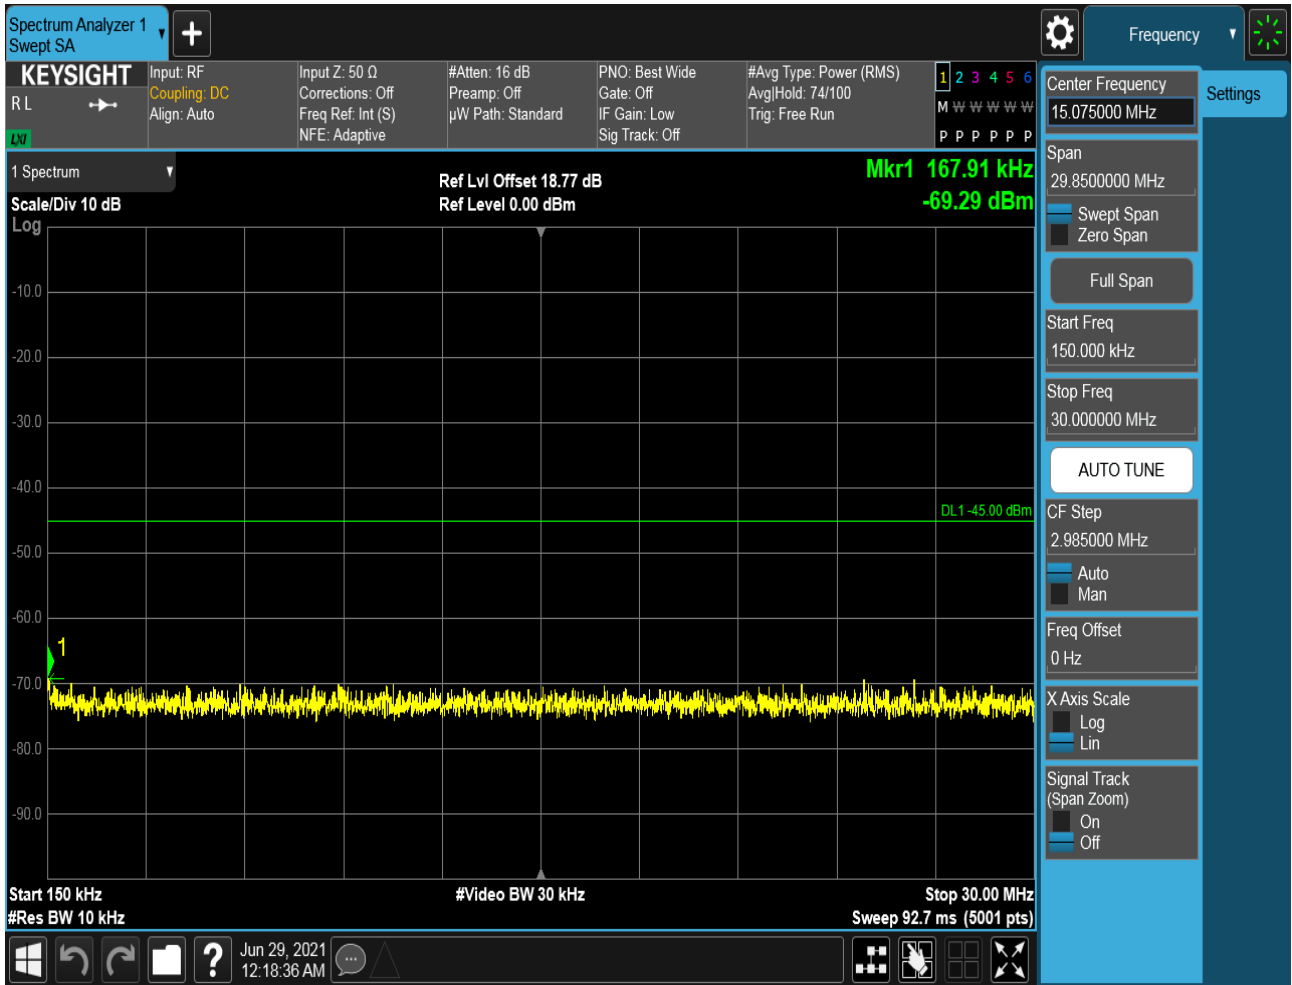 Spectrum Analyzer 1
Swept SA
Frequency
KEYSIGHT
R L
LXI
Input: RF
Coupling: DC
Align: Auto
Input Z: 50 Ω
Corrections: Off
Freq Ref: Int (S)
NFE: Adaptive
#Atten: 16 dB
Preamp: Off
µW Path: Standard
PNO: Best Wide
Gate: Off
IF Gain: Low
Sig Track: Off
#Avg Type: Power (RMS)
Avg|Hold: 74/100
Trig: Free Run
1 2 3 4 5 6
M W W W W W
P P P P P P
1 Spectrum
Scale/Div 10 dB
Log
Ref Lvl Offset 18.77 dB
Ref Level 0.00 dBm
Mkr1 167.91 kHz
-69.29 dBm
-10.0
-20.0
-30.0
-40.0
DL1 -45.00 dBm
-50.0
-60.0
1
-70.0
-80.0
-90.0
Start 150 kHz
#Video BW 30 kHz
Stop 30.00 MHz
#Res BW 10 kHz
Sweep 92.7 ms (5001 pts)
Jun 29, 2021
12:18:36 AM
?
Center Frequency
15.075000 MHz
Settings
Span
29.8500000 MHz
Swept Span
Zero Span
Full Span
Start Freq
150.000 kHz
Stop Freq
30.000000 MHz
AUTO TUNE
CF Step
2.985000 MHz
Auto
Man
Freq Offset
0 Hz
X Axis Scale
Log
Lin
Signal Track
(Span Zoom)
On
Off